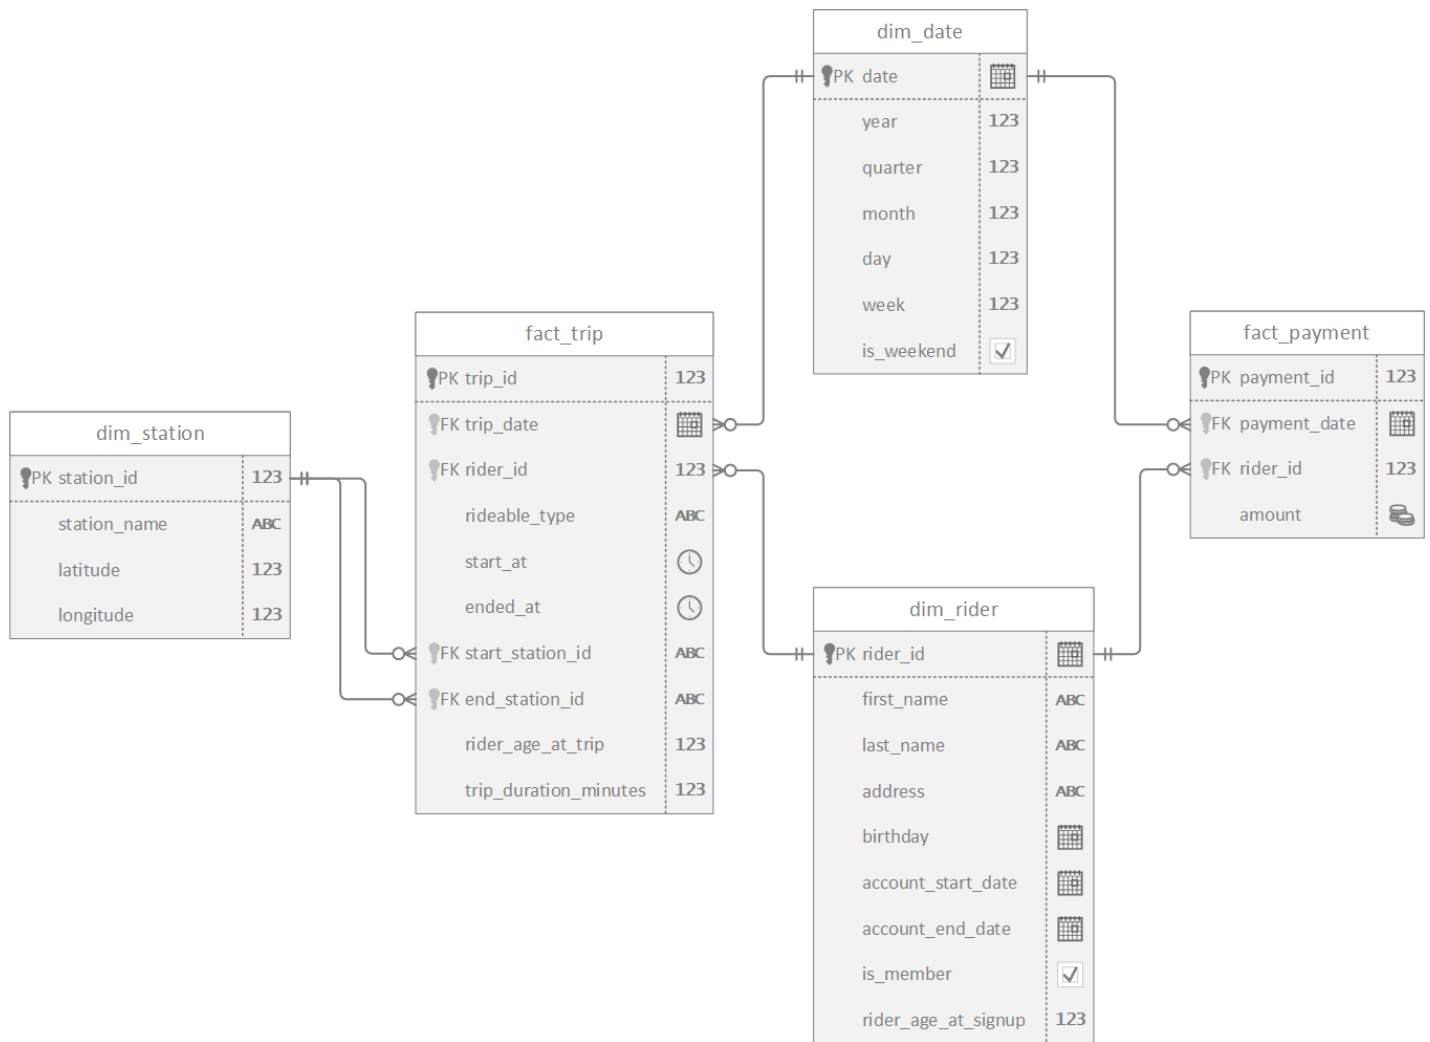 dim_date
PK date
year 123
quarter 123
month 123
day 123
week 123
is_weekend
fact_trip
PK trip_id 123
FK trip_date
FK rider_id 123
rideable_type ABC
start_at
ended_at
FK start_station_id ABC
FK end_station_id ABC
rider_age_at_trip 123
trip_duration_minutes 123
fact_payment
PK payment_id 123
FK payment_date
FK rider_id 123
amount
dim_station
PK station_id 123
station_name ABC
latitude 123
longitude 123
dim_rider
PK rider_id
first_name ABC
last_name ABC
address ABC
birthday
account_start_date
account_end_date
is_member
rider_age_at_signup 123